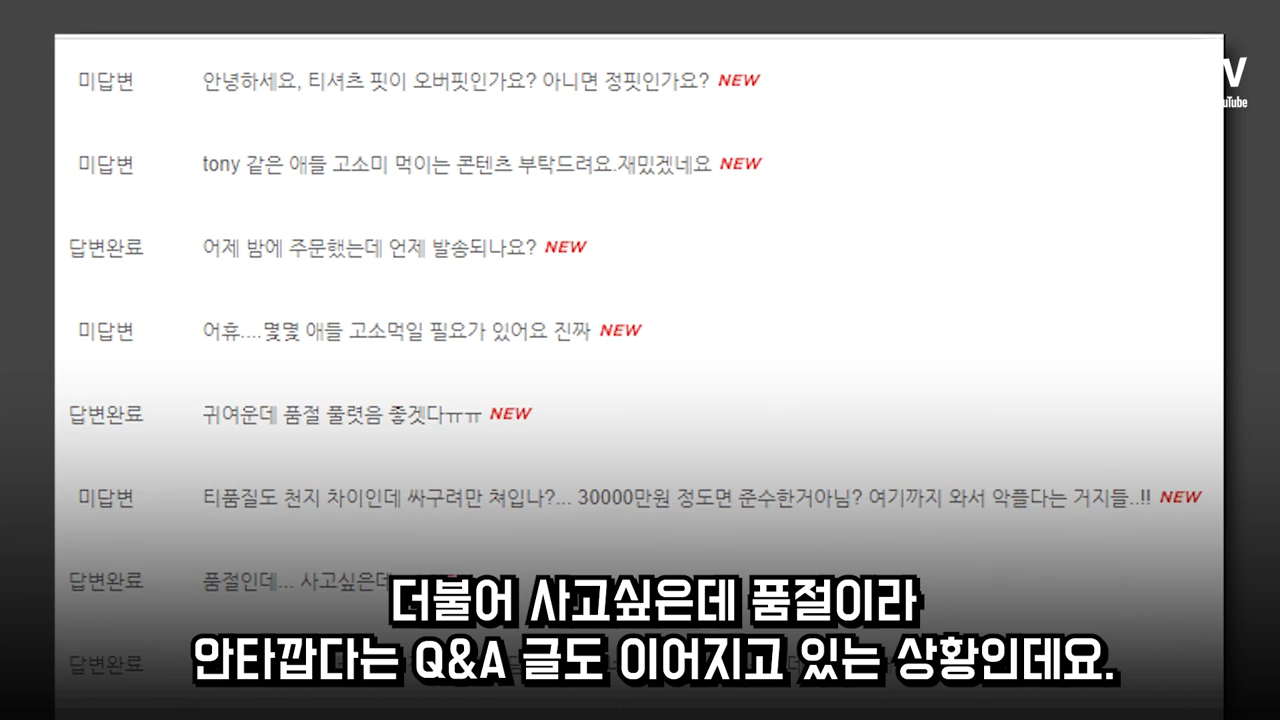 V
uTube
미답변 안녕하세요, 티셔츠 핏이 오버핏인가요? 아니면 정핏인가요? NEW
미답변 tony 같은 애들 고소미 먹이는 콘텐츠 부탁드려요.재밌겠네요 NEW
답변완료 어제 밤에 주문했는데 언제 발송되나요? NEW
미답변 어휴....몇몇 애들 고소먹일 필요가 있어요 진짜 NEW
답변완료 귀여운데 품절 풀렷음 좋겟다ㅠㅠ NEW
미답변 티품질도 천지 차이인데 싸구려만 쳐입나?... 30000만원 정도면 준수한거아님? 여기까지 와서 악플다는 거지들..!! NEW
답변완료 품절인데... 사고싶은데
답변완료
더불어 사고싶은데 품절이라
안타깝다는 Q&A 글도 이어지고 있는 상황인데요.